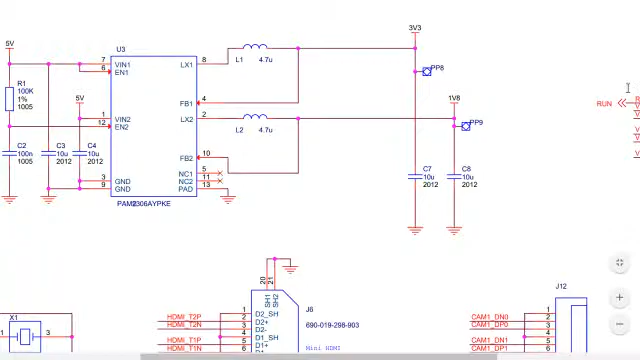 3V3
5V
U3
R1
100K
1%
1005
7
6
VIN1
EN1
LX1
8
L1
4.7u
PP8
5V
1V8
FB1
4
RUN
1
12
VIN2
EN2
LX2
2
L2
4.7u
PP9
C2
100n
1005
C3
10u
2012
C4
10u
2012
FB2
10
NC1
5
NC2
11
3
9
GND
GND
PAD
13
C7
10u
2012
C8
10u
2012
PAM2306AYPKE
20
21
SH1
SH2
J12
X1
3
1
HDMI_T2P
HDMI_T2N
1
2
3
4
5
6
D2_SH
D2+
D2-
D1_SH
D1+
J6
690-019-298-903
Mini HDMI
HDMI_T1P
HDMI_T1N
CAM1_DN0
CAM1_DP0
CAM1_DN1
CAM1_DP1
1
2
3
4
5
6